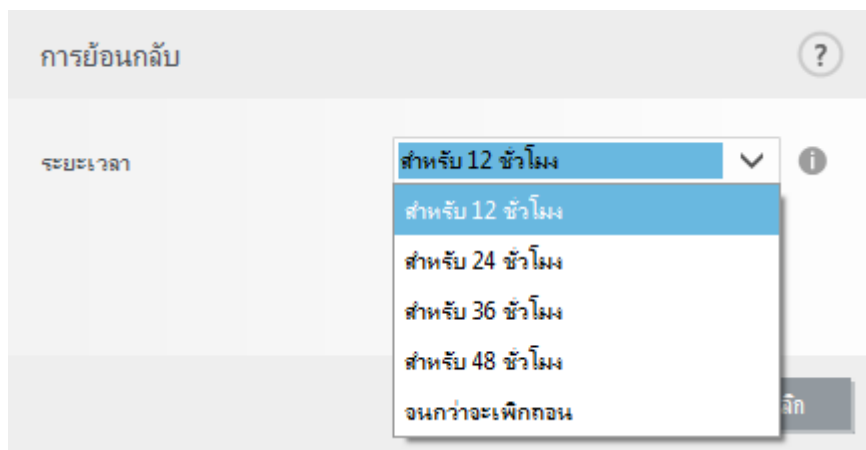 การย้อนกลับ
?
ระยะเวลา
สำหรับ 12 ชั่วโมง
i
สำหรับ 12 ชั่วโมง
สำหรับ 24 ชั่วโมง
สำหรับ 36 ชั่วโมง
สำหรับ 48 ชั่วโมง
จนกว่าจะเพิกถอน